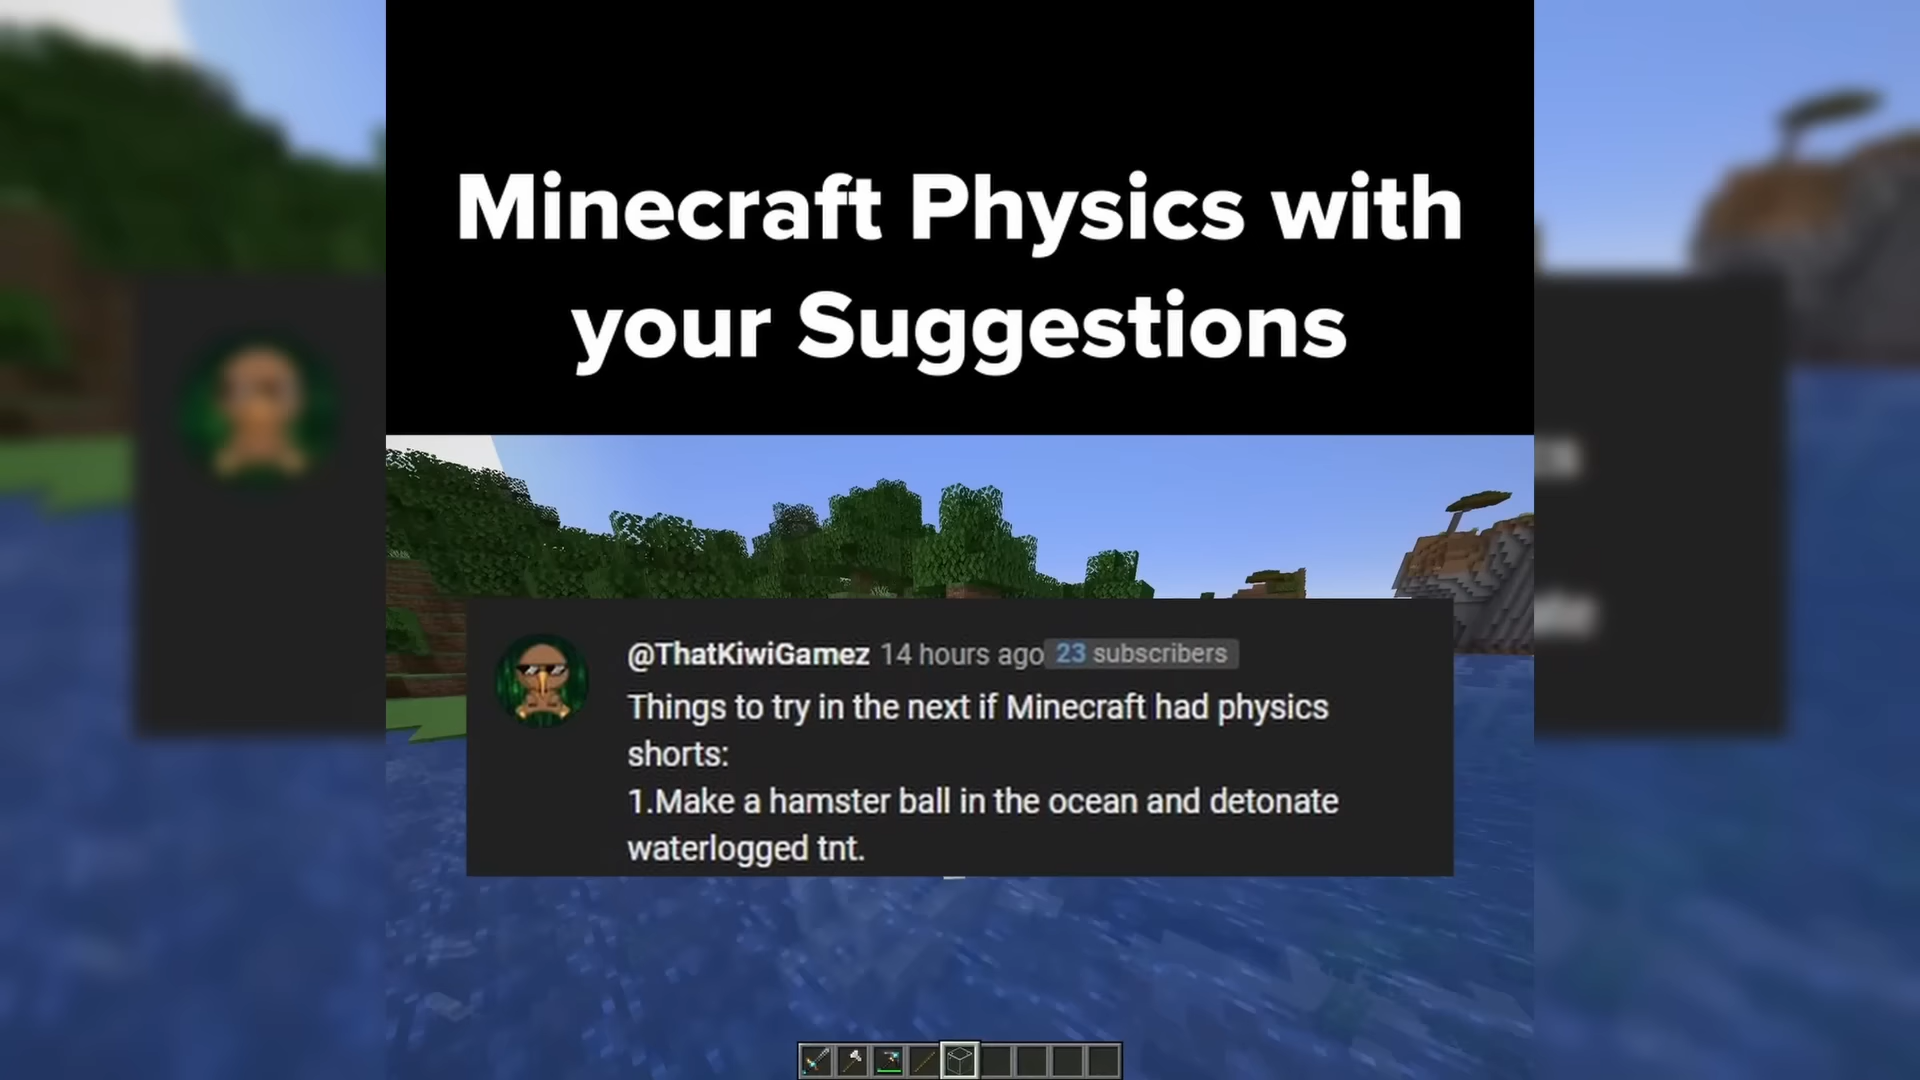 Minecraft Physics with
your Suggestions
@ThatKiwiGamez 14 hours ago 23 subscribers
Things to try in the next if Minecraft had physics
shorts:
1.Make a hamster ball in the ocean and detonate
waterlogged tnt.